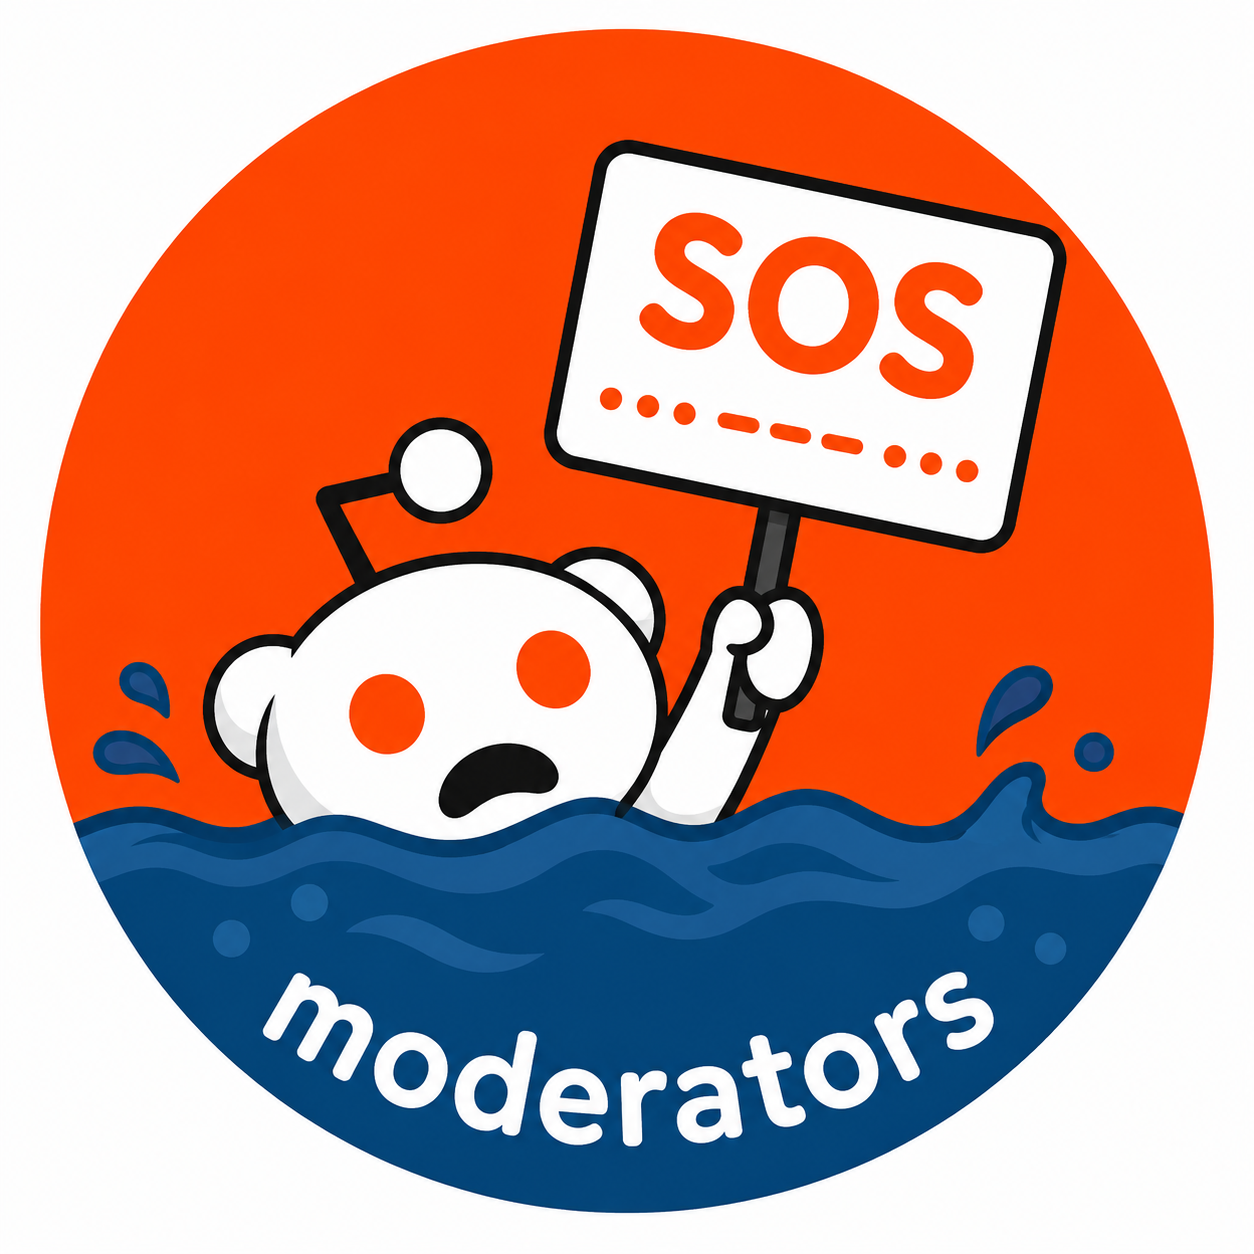 SOS
... --- ...
moderators